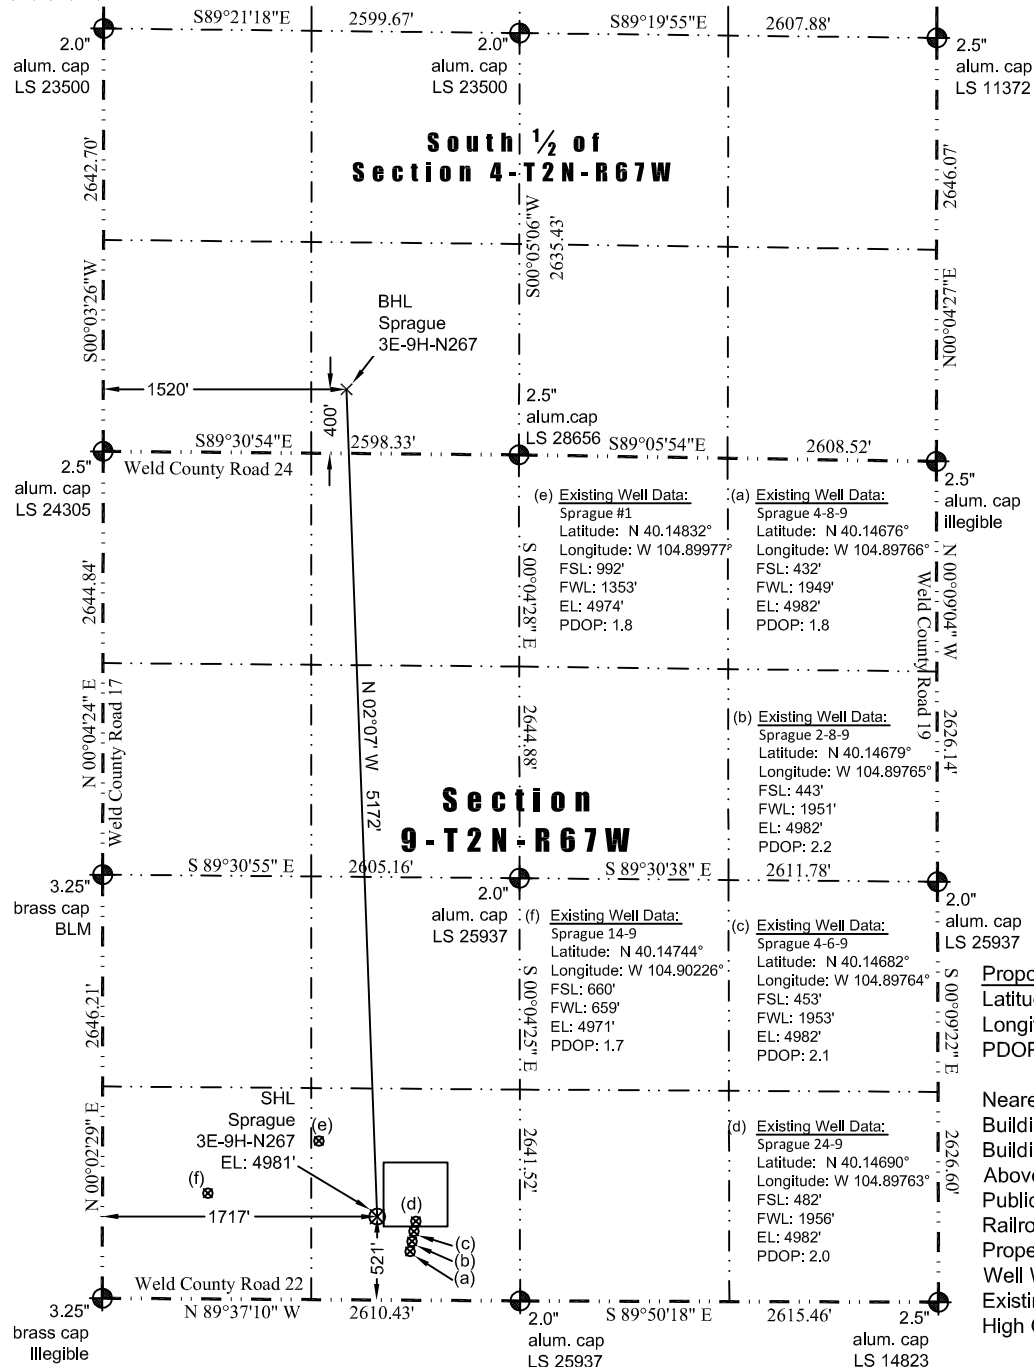 S89°21'18"E
2599.67'
S89°19'55"E
2607.88'
2.0"
alum. cap
LS 23500
2.0"
alum. cap
LS 23500
2.5"
alum. cap
LS 11372
South ½ of
Section 4-T2N-R67W
2642.70'
S00°03'26"W
S00°05'06"W
2635.43'
2646.07'
N00°04'27"E
BHL
Sprague
3E-9H-N267
1520'
400'
2.5"
alum.cap
LS 28656
S89°30'54"E
2598.33'
S89°05'54"E
2608.52'
Weld County Road 24
2.5"
alum. cap
LS 24305
2.5"
alum. cap
illegible
(e) Existing Well Data:
Sprague #1
Latitude: N 40.14832°
Longitude: W 104.89977°
FSL: 992'
FWL: 1353'
EL: 4974'
PDOP: 1.8
(a) Existing Well Data:
Sprague 4-8-9
Latitude: N 40.14676°
Longitude: W 104.89766°
FSL: 432'
FWL: 1949'
EL: 4982'
PDOP: 1.8
2644.84'
N 00°04'24" E
Weld County Road 17
S 00°04'28" E
2644.88'
N 00°09'04" W
Weld County Road 19
2626.14'
N 02°07' W 5172'
(b) Existing Well Data:
Sprague 2-8-9
Latitude: N 40.14679°
Longitude: W 104.89765°
FSL: 443'
FWL: 1951'
EL: 4982'
PDOP: 2.2
Section
9-T2N-R67W
S 89°30'55" E
2605.16'
S 89°30'38" E
2611.78'
3.25"
brass cap
BLM
2.0"
alum. cap
LS 25937
2.0"
alum. cap
LS 25937
(f) Existing Well Data:
Sprague 14-9
Latitude: N 40.14744°
Longitude: W 104.90226°
FSL: 660'
FWL: 659'
EL: 4971'
PDOP: 1.7
(c) Existing Well Data:
Sprague 4-6-9
Latitude: N 40.14682°
Longitude: W 104.89764°
FSL: 453'
FWL: 1953'
EL: 4982'
PDOP: 2.1
2646.21'
N 00°02'29" E
S 00°04'25" E
2641.52'
S 00°09'22" E
2626.60'
SHL
Sprague
3E-9H-N267
EL: 4981'
(e)
(f)
(d)
(c)
(b)
(a)
1717'
521'
(d) Existing Well Data:
Sprague 24-9
Latitude: N 40.14690°
Longitude: W 104.89763°
FSL: 482'
FWL: 1956'
EL: 4982'
PDOP: 2.0
Weld County Road 22
N 89°37'10" W
2610.43'
S 89°50'18" E
2615.46'
3.25"
brass cap
Illegible
2.0"
alum. cap
LS 25937
2.5"
alum. cap
LS 14823
Propo
Latitu
Longi
PDOP
Neare
Buildi
Buildi
Above
Public
Railro
Prope
Well W
Existi
High